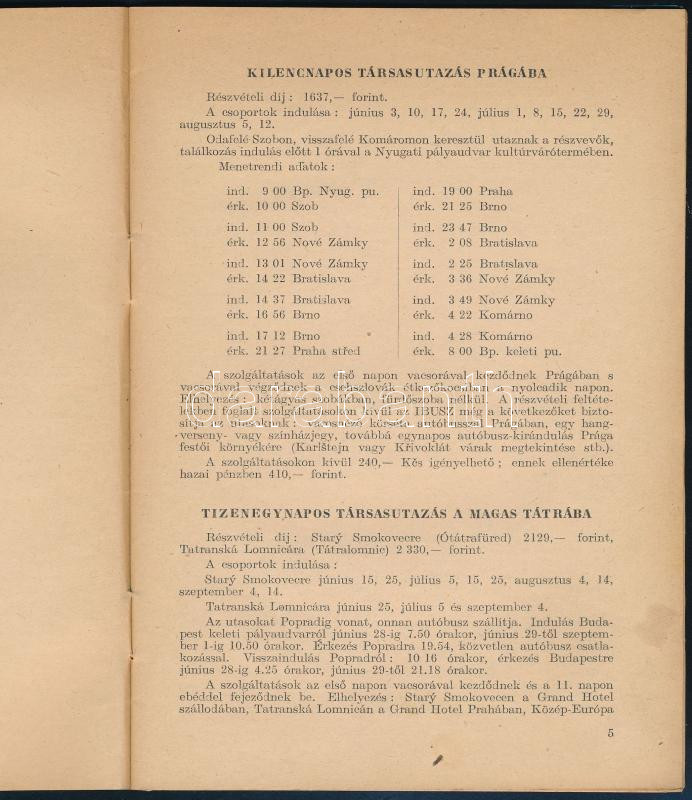 KILENCNAPOS TÁRSASUTAZÁS PRÁGÁBA
Részvételi díj : 1637,— forint.
A csoportok indulása : június 3, 10, 17, 24, július 1, 8, 15, 22, 29,
augusztus 5, 12.
Odafelé Szobon, visszafelé Komáromon keresztül utaznak a részvevők,
találkozás indulás előtt 1 órával a Nyugati pályaudvar kultúrvárótermében.
Menetrendi adatok :
ind. 9 00 Bp. Nyug. pu.
érk. 10 00 Szob
ind. 11 00 Szob
érk. 12 56 Nové Zámky
ind. 13 01 Nové Zámky
érk. 14 22 Bratislava
ind. 14 37 Bratislava
érk. 16 56 Brno
ind. 17 12 Brno
érk. 21 27 Praha střed
ind. 19 00 Praha
érk. 21 25 Brno
ind. 23 47 Brno
érk. 2 08 Bratislava
ind. 2 25 Bratislava
érk. 3 36 Nové Zámky
ind. 3 49 Nové Zámky
érk. 4 22 Komárno
ind. 4 28 Komárno
érk. 8 00 Bp. keleti pu.
A szolgáltatások az első napon vacsorával kezdődnek Prágában s
vacsorával végződnek a csehszlovák étkezőkocsiban a nyolcadik napon.
Elhelyezés : kétágyas szobákban, fürdőszoba nélkül. A részvételi feltéte-
lekben foglalt szolgáltatásokon kívül az IBUSZ még a következőket bizto-
sítja az utasoknak : városnéző körséta autóbusszal Prágában, egy hang-
verseny- vagy színházjegy, továbbá egynapos autóbusz-kirándulás Prága
festői környékére (Karlštejn vagy Křivoklát várak megtekintése stb.).
A szolgáltatásokon kívül 240,— Kčs igényelhető ; ennek ellenértéke
hazai pénzben 410,— forint.
TIZENEGYNAPOS TÁRSASUTAZÁS A MAGAS TÁTRÁBA
Részvételi díj : Starý Smokovecre (Ótátrafüred) 2129,— forint,
Tatranská Lomnicára (Tátralomnic) 2 330,— forint.
A csoportok indulása :
Starý Smokovecre június 15, 25, július 5, 15, 25, augusztus 4, 14,
szeptember 4, 14.
Tatranská Lomnicára június 25, július 5 és szeptember 4.
Az utasokat Popradig vonat, onnan autóbusz szállítja. Indulás Buda-
pest keleti pályaudvarról június 28-ig 7.50 órakor, június 29-től szeptem-
ber 1-ig 10.50 órakor. Érkezés Popradra 19.54, közvetlen autóbusz csatla-
kozással. Visszaindulás Popradról : 10 16 órakor, érkezés Budapestre
június 28-ig 4.25 órakor, június 29-től 21.18 órakor.
A szolgáltatások az első napon vacsorával kezdődnek és a 11. napon
ebéddel fejeződnek be. Elhelyezés : Starý Smokovecen a Grand Hotel
szállodában, Tatranská Lomnicán a Grand Hotel Prahában, Közép-Európa
5
darabanth